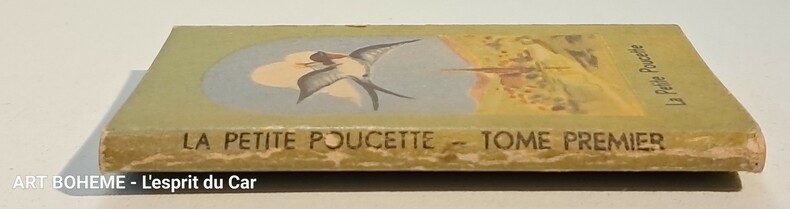 La Petite Poucette
LA PETITE POUCETTE - TOME PREMIER
ART BOHEME - L'esprit du Car